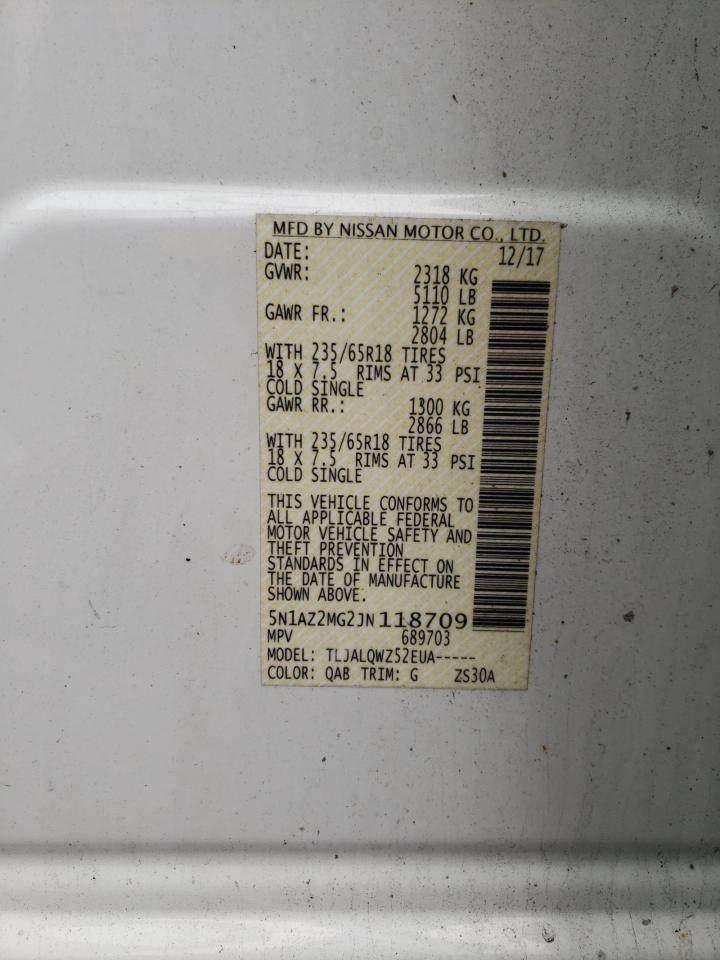 MFD BY NISSAN MOTOR CO., LTD.
DATE: 12/17
GVWR: 2318 KG
5110 LB
GAWR FR.: 1272 KG
2804 LB
WITH 235/65R18 TIRES
18 X 7.5 RIMS AT 33 PSI
COLD SINGLE
GAWR RR.: 1300 KG
2866 LB
WITH 235/65R18 TIRES
18 X 7.5 RIMS AT 33 PSI
COLD SINGLE
THIS VEHICLE CONFORMS TO
ALL APPLICABLE FEDERAL
MOTOR VEHICLE SAFETY AND
THEFT PREVENTION
STANDARDS IN EFFECT ON
THE DATE OF MANUFACTURE
SHOWN ABOVE.
5N1AZ2MG2JN118709
MPV 689703
MODEL: TLJALQWZ52EUA-----
COLOR: QAB TRIM: G ZS30A